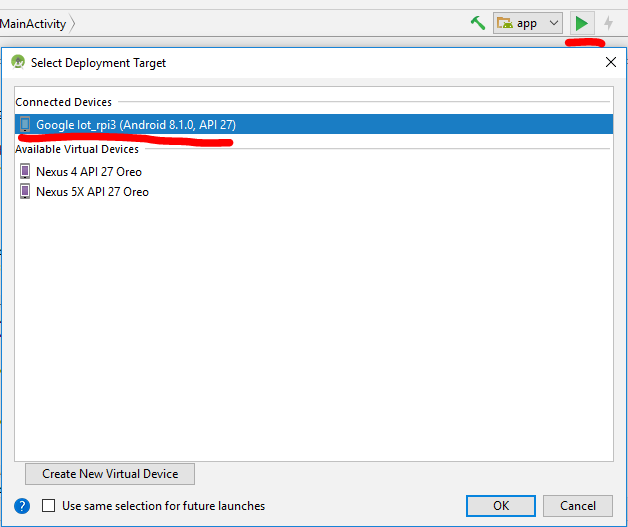 MainActivity
app
Select Deployment Target
Connected Devices
Google Iot_rpi3 (Android 8.1.0, API 27)
Available Virtual Devices
Nexus 4 API 27 Oreo
Nexus 5X API 27 Oreo
Create New Virtual Device
? Use same selection for future launches
OK Cancel